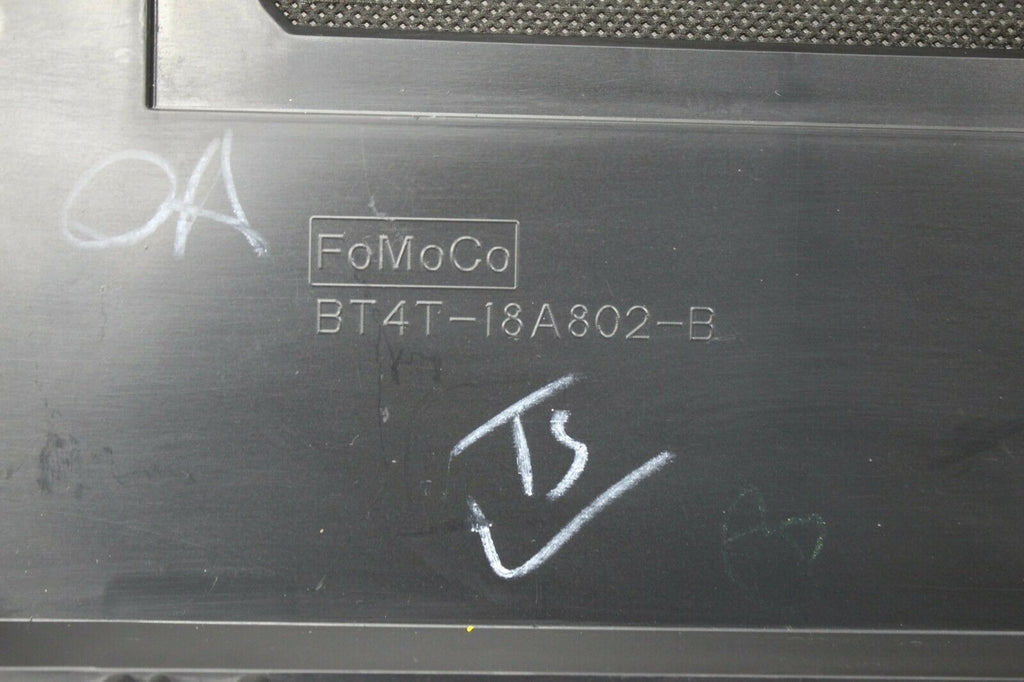 OA
FoMoCo
BT4T-18A802-B
TS